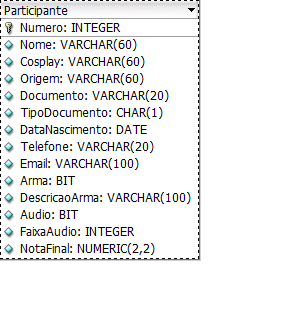 Participante
Numero: INTEGER
Nome: VARCHAR(60)
Cosplay: VARCHAR(60)
Origem: VARCHAR(60)
Documento: VARCHAR(20)
TipoDocumento: CHAR(1)
DataNascimento: DATE
Telefone: VARCHAR(20)
Email: VARCHAR(100)
Arma: BIT
DescricaoArma: VARCHAR(100)
Audio: BIT
FaixaAudio: INTEGER
NotaFinal: NUMERIC(2,2)